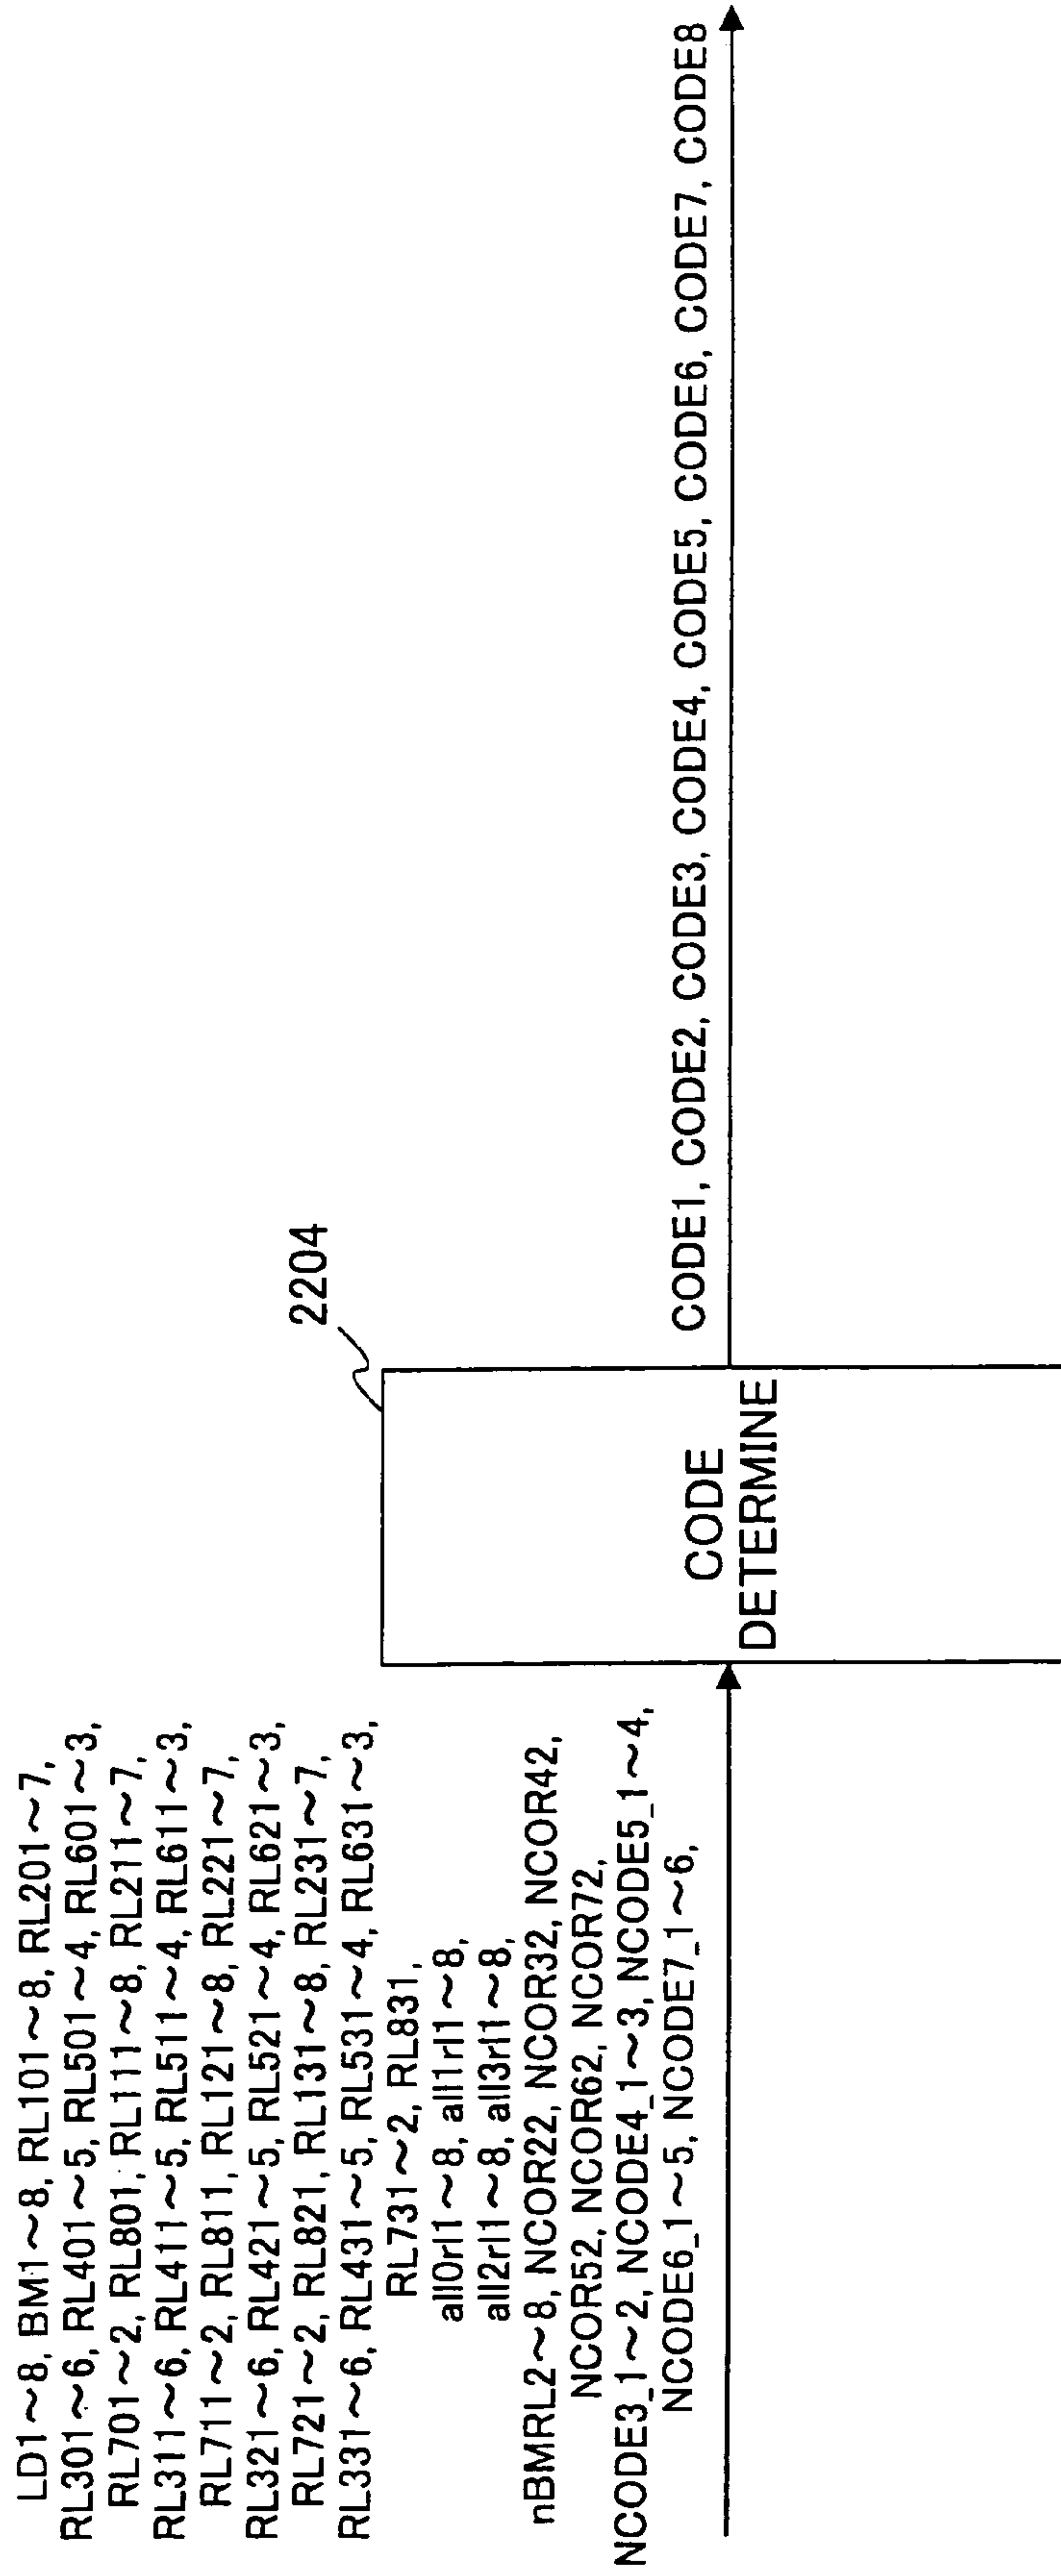 LD1~8, BM1~8, RL101~8, RL201~7,
RL301~6, RL401~5, RL501~4, RL601~3,
RL701~2, RL801, RL111~8, RL211~7,
RL311~6, RL411~5, RL511~4, RL611~3,
RL711~2, RL811, RL121~8, RL221~7,
RL321~6, RL421~5, RL521~4, RL621~3,
RL721~2, RL821, RL131~8, RL231~7,
RL331~6, RL431~5, RL531~4, RL631~3,
RL731~2, RL831,
all0rl1~8, all1rl1~8,
all2rl1~8, all3rl1~8,
nBMRL2~8, NCOR22, NCOR32, NCOR42,
NCOR52, NCOR62, NCOR72,
NCODE3_1~2, NCODE4_1~3, NCODE5_1~4,
NCODE6_1~5, NCODE7_1~6,
2204
CODE
DETERMINE
CODE1, CODE2, CODE3, CODE4, CODE5, CODE6, CODE7, CODE8